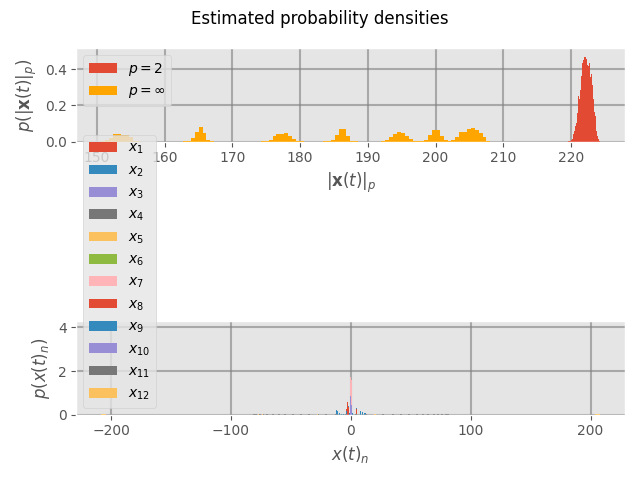 Estimated probability densities
p(|x(t)|ₚ)
0.4
0.2
0.0
p = 2
p = ∞
150 160 170 180 190 200 210 220
|x(t)|ₚ
x₁
x₂
x₃
x₄
x₅
x₆
x₇
x₈
x₉
x₁₀
x₁₁
x₁₂
p(x(t)ₙ)
4
2
0
−200 −100 0 100 200
x(t)ₙ